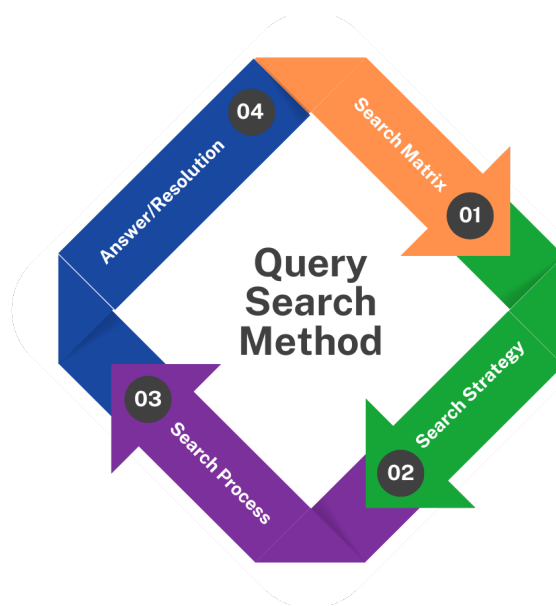 Query
Search
Method
01
Search Matrix
02
Search Strategy
03
Search Process
04
Answer/Resolution